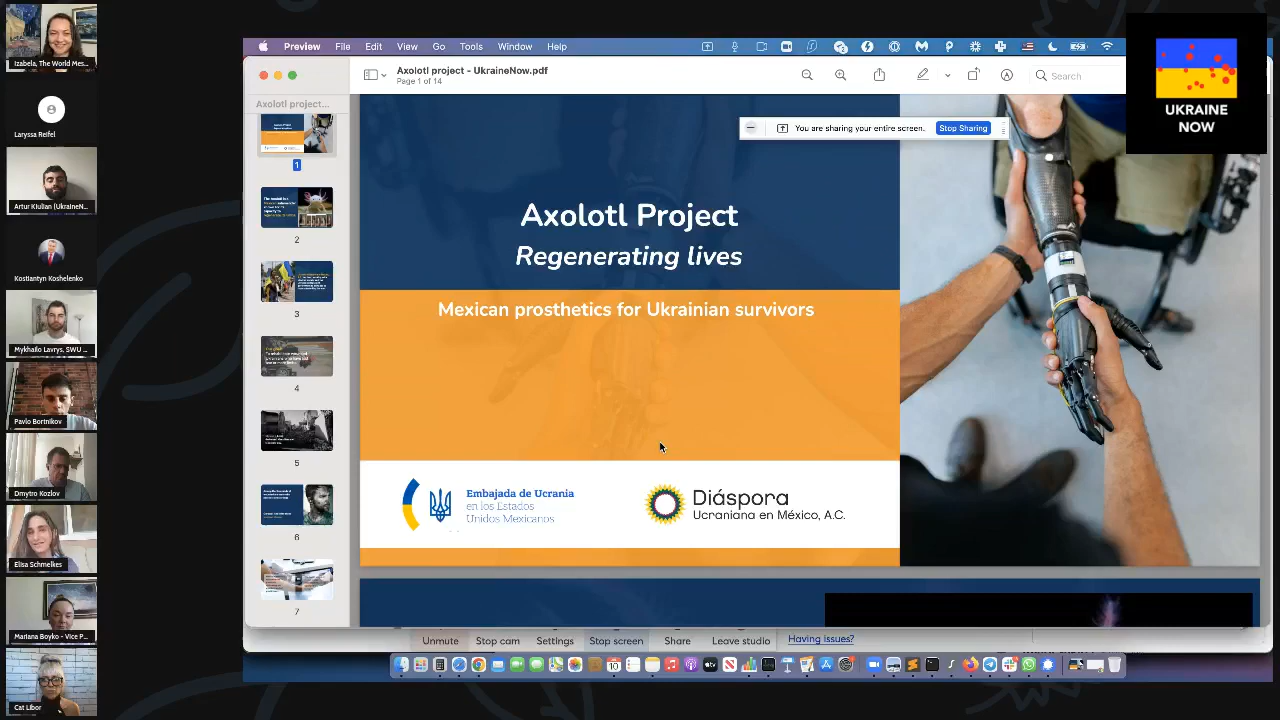 Izabela, The World Mes...
Laryssa Reifel
Artur Kiulian (UkraineN...
Kostiantyn Koshelenko
Mykhailo Lavrys, SWU ...
Pavlo Bortnikov
Dmytro Kozlov
Elisa Schmelkes
Mariana Boyko - Vice P...
Cat Libor
Preview File Edit View Go Tools Window Help
Axolotl project - UkraineNow.pdf
Page 1 of 14
Search
Axolotl project...
1
2
3
4
5
6
7
You are sharing your entire screen.
Stop Sharing
Axolotl Project
Regenerating lives
Mexican prosthetics for Ukrainian survivors
Embajada de Ucrania
en los Estados
Unidos Mexicanos
Diáspora
Ucraniana en México, A.C.
Unmute Stop cam Settings Stop screen Share Leave studio Having issues?
UKRAINE
NOW